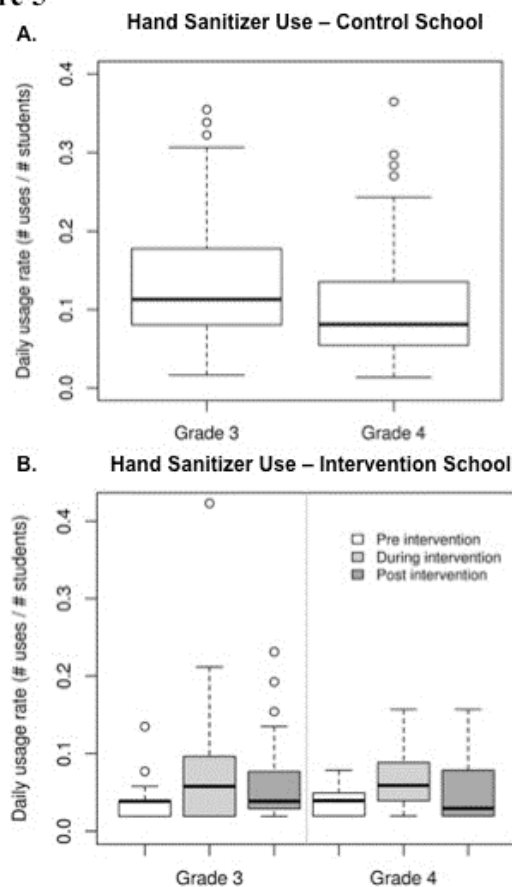 A.
Hand Sanitizer Use – Control School
Daily usage rate (# uses / # students)
0.4
0.3
0.2
0.1
0.0
Grade 3 Grade 4
B.
Hand Sanitizer Use – Intervention School
Daily usage rate (# uses / # students)
0.4
0.3
0.2
0.1
0.0
Pre intervention
During intervention
Post intervention
Grade 3 Grade 4